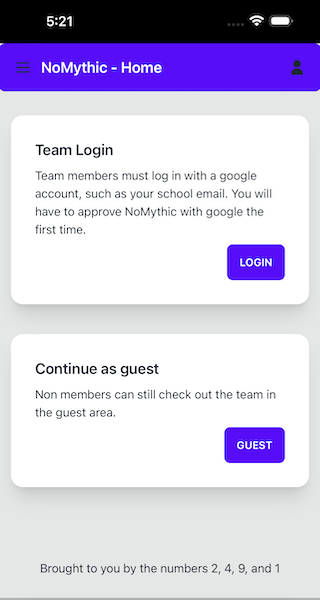 5:21
NoMythic - Home
Team Login
Team members must log in with a google
account, such as your school email. You will
have to approve NoMythic with google the
first time.
LOGIN
Continue as guest
Non members can still check out the team in
the guest area.
GUEST
Brought to you by the numbers 2, 4, 9, and 1